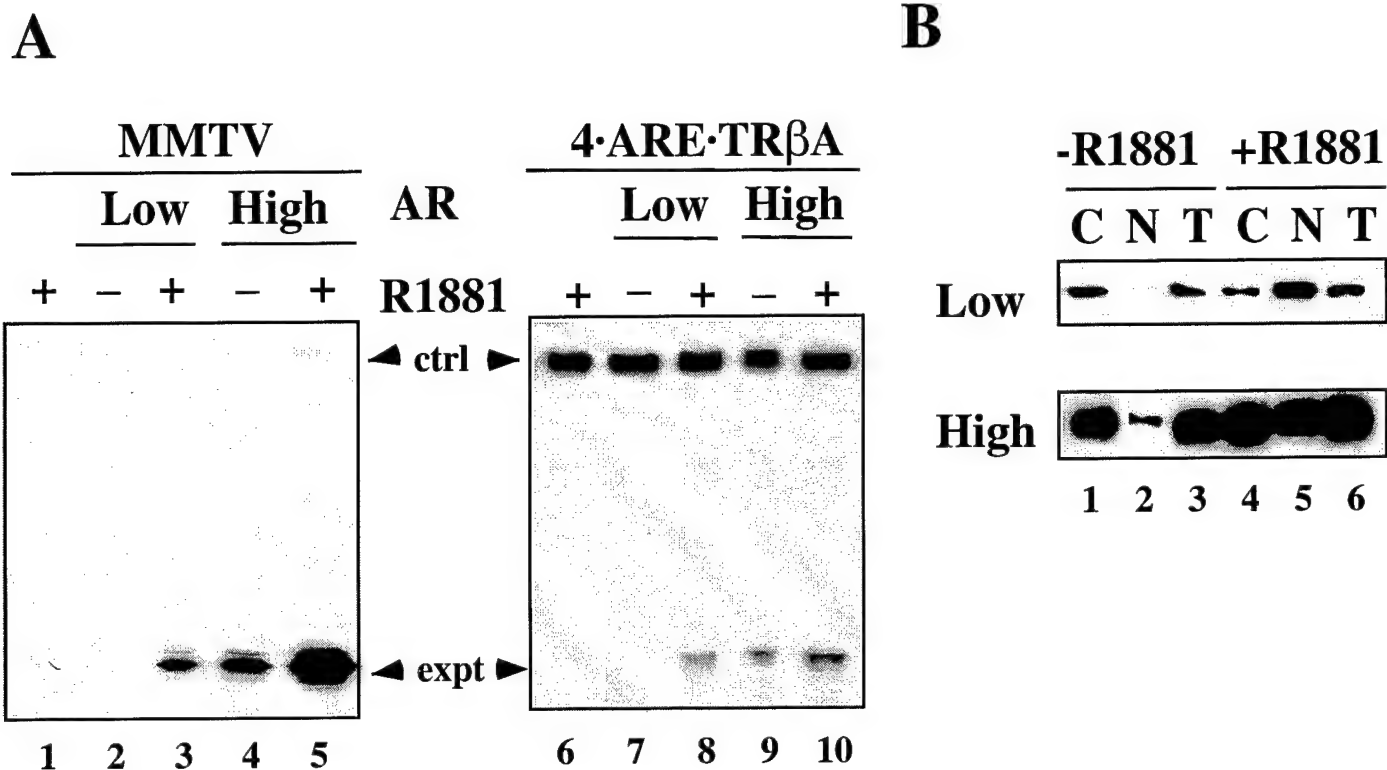 A
B
MMTV
4·ARE·TRβA
Low High AR Low High
+ – + – + R1881 + – + – +
ctrl
expt
1 2 3 4 5 6 7 8 9 10
-R1881 +R1881
C N T C N T
Low
High
1 2 3 4 5 6